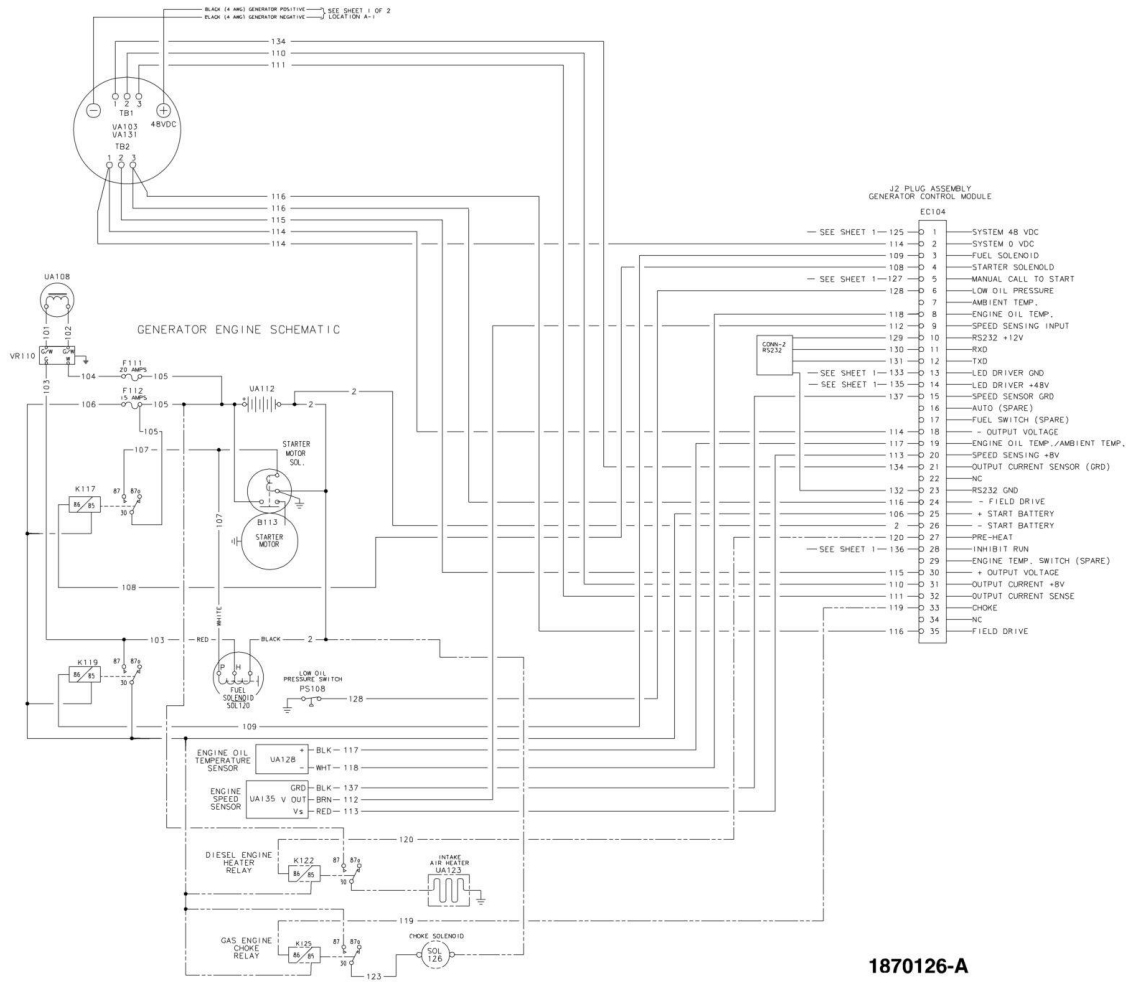 BLACK (4 AWG) GENERATOR POSITIVE
BLACK (4 AWG) GENERATOR NEGATIVE
SEE SHEET 1 OF 2
LOCATION A-1
134
110
111
1 2 3
TB1
48VDC
VA103
VA131
TB2
1 2 3
116
116
115
114
114
J2 PLUG ASSEMBLY
GENERATOR CONTROL MODULE
EC104
SEE SHEET 1 125 1 SYSTEM 48 VDC
114 2 SYSTEM 0 VDC
109 3 FUEL SOLENOID
108 4 STARTER SOLENOLD
SEE SHEET 1 127 5 MANUAL CALL TO START
128 6 LOW OIL PRESSURE
7 AMBIENT TEMP.
118 8 ENGINE OIL TEMP.
112 9 SPEED SENSING INPUT
129 10 RS232 +12V
130 11 RXD
131 12 TXD
SEE SHEET 1 133 13 LED DRIVER GND
SEE SHEET 1 135 14 LED DRIVER +48V
137 15 SPEED SENSOR GRD
16 AUTO (SPARE)
17 FUEL SWITCH (SPARE)
114 18 - OUTPUT VOLTAGE
117 19 ENGINE OIL TEMP./AMBIENT TEMP.
113 20 SPEED SENSING +8V
134 21 OUTPUT CURRENT SENSOR (GRD)
22 NC
132 23 RS232 GND
116 24 - FIELD DRIVE
106 25 + START BATTERY
2 26 - START BATTERY
120 27 PRE-HEAT
SEE SHEET 1 136 28 INHIBIT RUN
29 ENGINE TEMP. SWITCH (SPARE)
115 30 + OUTPUT VOLTAGE
110 31 OUTPUT CURRENT +8V
111 32 OUTPUT CURRENT SENSE
119 33 CHOKE
34 NC
116 35 FIELD DRIVE
CONN-2
RS232
UA108
101
102
GENERATOR ENGINE SCHEMATIC
VR110
G/W G/W
103
104
F111
20 AMPS
105
F112
15 AMPS
106
105
105
UA112
2
2
107
STARTER
MOTOR
SOL.
K117
86 85
87 87a
30
107
B113
STARTER
MOTOR
108
WHITE
103
RED
BLACK
2
K119
86 85
87 87a
30
P H
FUEL
SOLENOID
SOL120
LOW OIL
PRESSURE SWITCH
PS108
128
109
ENGINE OIL
TEMPERATURE
SENSOR
UA128
+ BLK 117
- WHT 118
ENGINE
SPEED
SENSOR
UA135
GRD BLK 137
V OUT BRN 112
Vs RED 113
120
DIESEL ENGINE
HEATER
RELAY
K122
86 85
87 87a
30
INTAKE
AIR HEATER
UA123
119
GAS ENGINE
CHOKE
RELAY
K125
86 85
87 87a
30
123
CHOKE SOLENOID
SOL
126
1870126-A